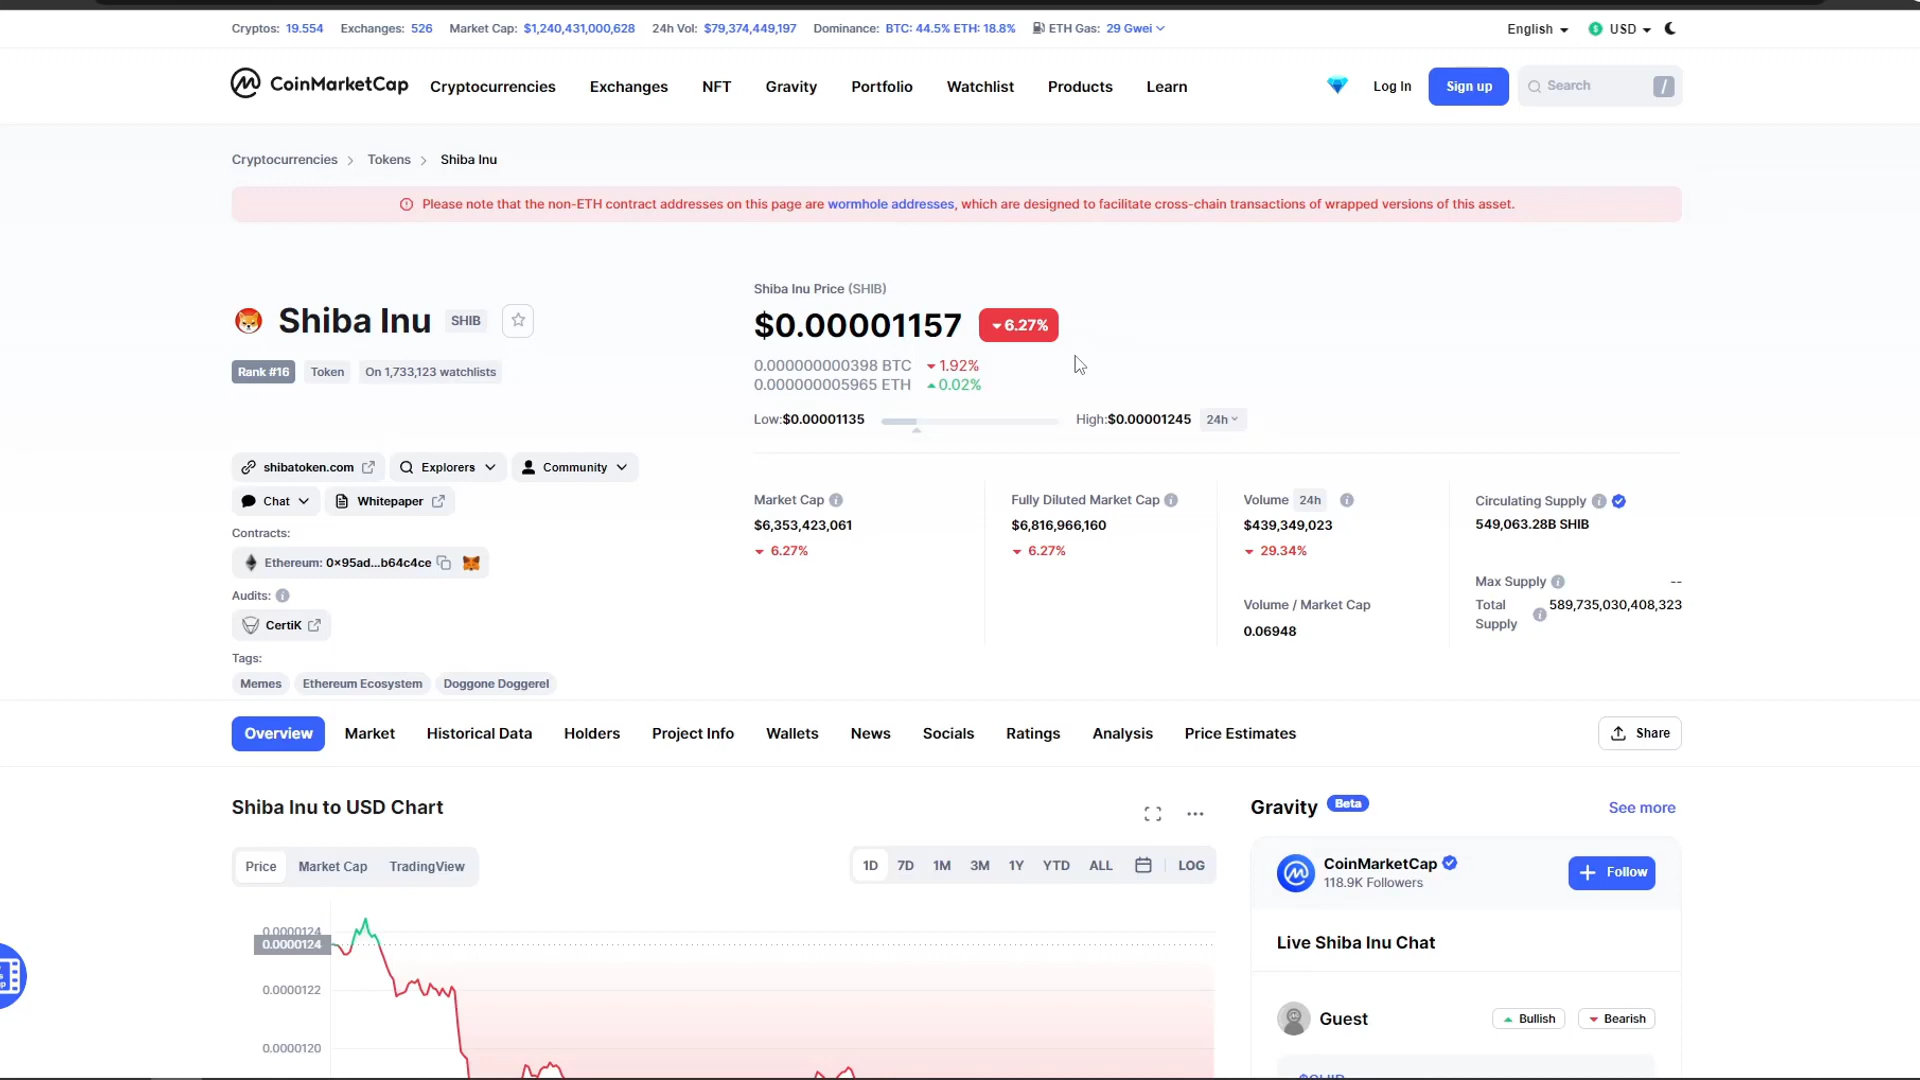 Cryptos: 19.554 Exchanges: 526 Market Cap: $1,240,431,000,628 24h Vol: $79,374,449,197 Dominance: BTC: 44.5% ETH: 18.8% ETH Gas: 29 Gwei English USD
CoinMarketCap Cryptocurrencies Exchanges NFT Gravity Portfolio Watchlist Products Learn Log In Sign up Search /
Cryptocurrencies > Tokens > Shiba Inu
Please note that the non-ETH contract addresses on this page are wormhole addresses, which are designed to facilitate cross-chain transactions of wrapped versions of this asset.
Shiba Inu SHIB
Rank #16 Token On 1,733,123 watchlists
shibatoken.com Explorers Community
Chat Whitepaper
Contracts:
Ethereum: 0x95ad...b64c4ce
Audits:
CertiK
Tags:
Memes Ethereum Ecosystem Doggone Doggerel
Shiba Inu Price (SHIB)
$0.00001157 6.27%
0.000000000398 BTC 1.92%
0.000000005965 ETH 0.02%
Low:$0.00001135 High:$0.00001245 24h
Market Cap
$6,353,423,061
6.27%
Fully Diluted Market Cap
$6,816,966,160
6.27%
Volume 24h
$439,349,023
29.34%
Volume / Market Cap
0.06948
Circulating Supply
549,063.28B SHIB
Max Supply --
Total Supply 589,735,030,408,323
Overview Market Historical Data Holders Project Info Wallets News Socials Ratings Analysis Price Estimates Share
Shiba Inu to USD Chart
Price Market Cap TradingView 1D 7D 1M 3M 1Y YTD ALL LOG
0.0000124
0.0000124
0.0000122
0.0000120
Gravity Beta See more
CoinMarketCap
118.9K Followers
Follow
Live Shiba Inu Chat
Guest Bullish Bearish
$SHIB